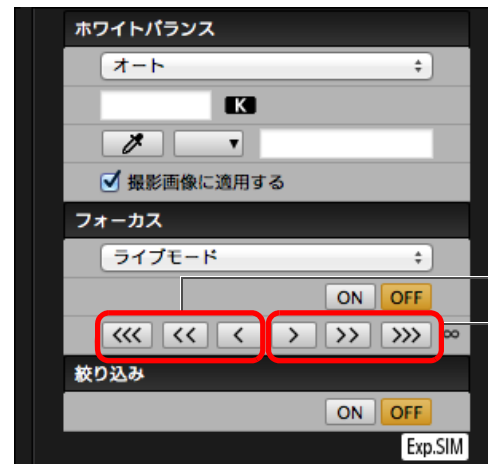 ホワイトバランス
オート
K
撮影画像に適用する
フォーカス
ライブモード
ON OFF
<<< << < > >> >>> ∞
絞り込み
ON OFF
Exp.SIM